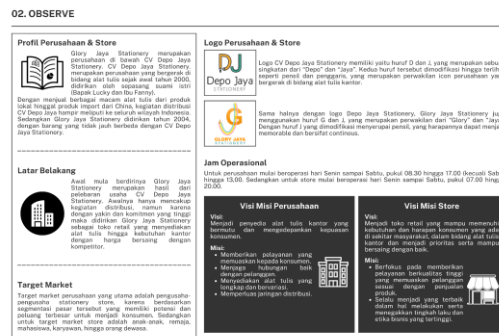 02. OBSERVE
Profil Perusahaan & Store
Glory Jaya Stationery merupakan
perusahaan di bawah CV Depo Jaya
Stationery. CV Depo Jaya Stationery.
merupakan perusahaan yang bergerak di
bidang alat tulis sejak awal tahun 2000,
didirikan oleh sepasang suami istri
(Bapak Lucky dan Ibu Fanny).
Dengan menjual berbagai macam alat tulis dari produk
lokal hinggal produk import dari China, kegiatan distribusi
CV Depo Jaya hampir meliputi ke seluruh wilayah Indonesia.
Sedangkan Glory Jaya Stationery didirikan tahun 2004,
dengan barang yang tidak jauh berbeda dengan CV Depo
Jaya Stationery.
Latar Belakang
Awal mula berdirinya Glory Jaya
Stationery merupakan hasil dari
pelebaran usaha CV Depo Jaya
Stationery. Awalnya hanya mencakup
kegiatan distribusi, namun karena
dengan yakin dan komitmen yang tinggi
maka didirikan Glory Jaya Stationery
sebagai toko retail yang menyediakan
alat tulis hingga kebutuhan kantor
dengan harga bersaing dengan
kompetitor.
Target Market
Target market perusahaan yang utama adalah pengusaha-
pengusaha stationery store, karena berdasarkan
segmentasi pasar tersebut yang memiliki potensi dan
peluang terbesar untuk menjadi konsumen. Sedangkan
untuk target market store adalah anak-anak, remaja,
mahasiswa, karyawan, hingga orang dewasa.
Logo Perusahaan & Store
Depo Jaya
STATIONERY
Logo CV Depo Jaya Stationery memiliki yaitu huruf D dan J, yang merupakan sebu
singkatan dari "Depo" dan "Jaya". Kedua huruf tersebut dimodifikasi hingga terlih
seperti pensil dan penggaris, yang merupakan perwakilan icon perusahaan yan
bergerak di bidang alat tulis kantor.
GLORY JAYA
STATIONERY
Sama halnya dengan logo Depo Jaya Stationery, Glory Jaya Stationery jug
menggunakan huruf G dan J, yang merupakan perwakilan dari "Glory" dan "Jaya
Dengan huruf J yang dimodifikasi menyerupai pensil, yang harapannya dapat menja
memorable dan bersifat continous.
Jam Operasional
Untuk perusahaan mulai beroperasi hari Senin sampai Sabtu, pukul 08.30 hingga 17.00 (kecuali Sab
hingga 13.00. Sedangkan untuk store mulai beroperasi hari Senin sampai Sabtu, pukul 07.00 hingg
20.00.
Visi Misi Perusahaan
Visi:
Menjadi penyedia alat tulis kantor yang
bermutu dan mengedepankan kepuasan
konsumen.
Misi:
Memberikan pelayanan yang
memuaskan kepada konsumen.
Menjaga hubungan baik
dengan pelanggan.
Menyediakan alat tulis yang
lengkap dan bervariasi.
Memperluas jaringan distribusi.
Visi Misi Store
Visi:
Menjadi toko retail yang mampu memenuhi
kebutuhan dan harapan konsumen yang ada
di sekitar masyarakat, dalam bidang alat tulis
kantor dan menjadi prioritas serta mampu
bersaing dengan baik.
Misi:
Berfokus pada memberikan
pelayanan berkualitas tinggi
yang memuaskan pelanggan
sesuai dengan penjualan
produk.
Selalu menjadi yang terbaik
dalam hal melakukan serta
menegakkan tingkah laku dan
etika bisnis yang tertinggi.